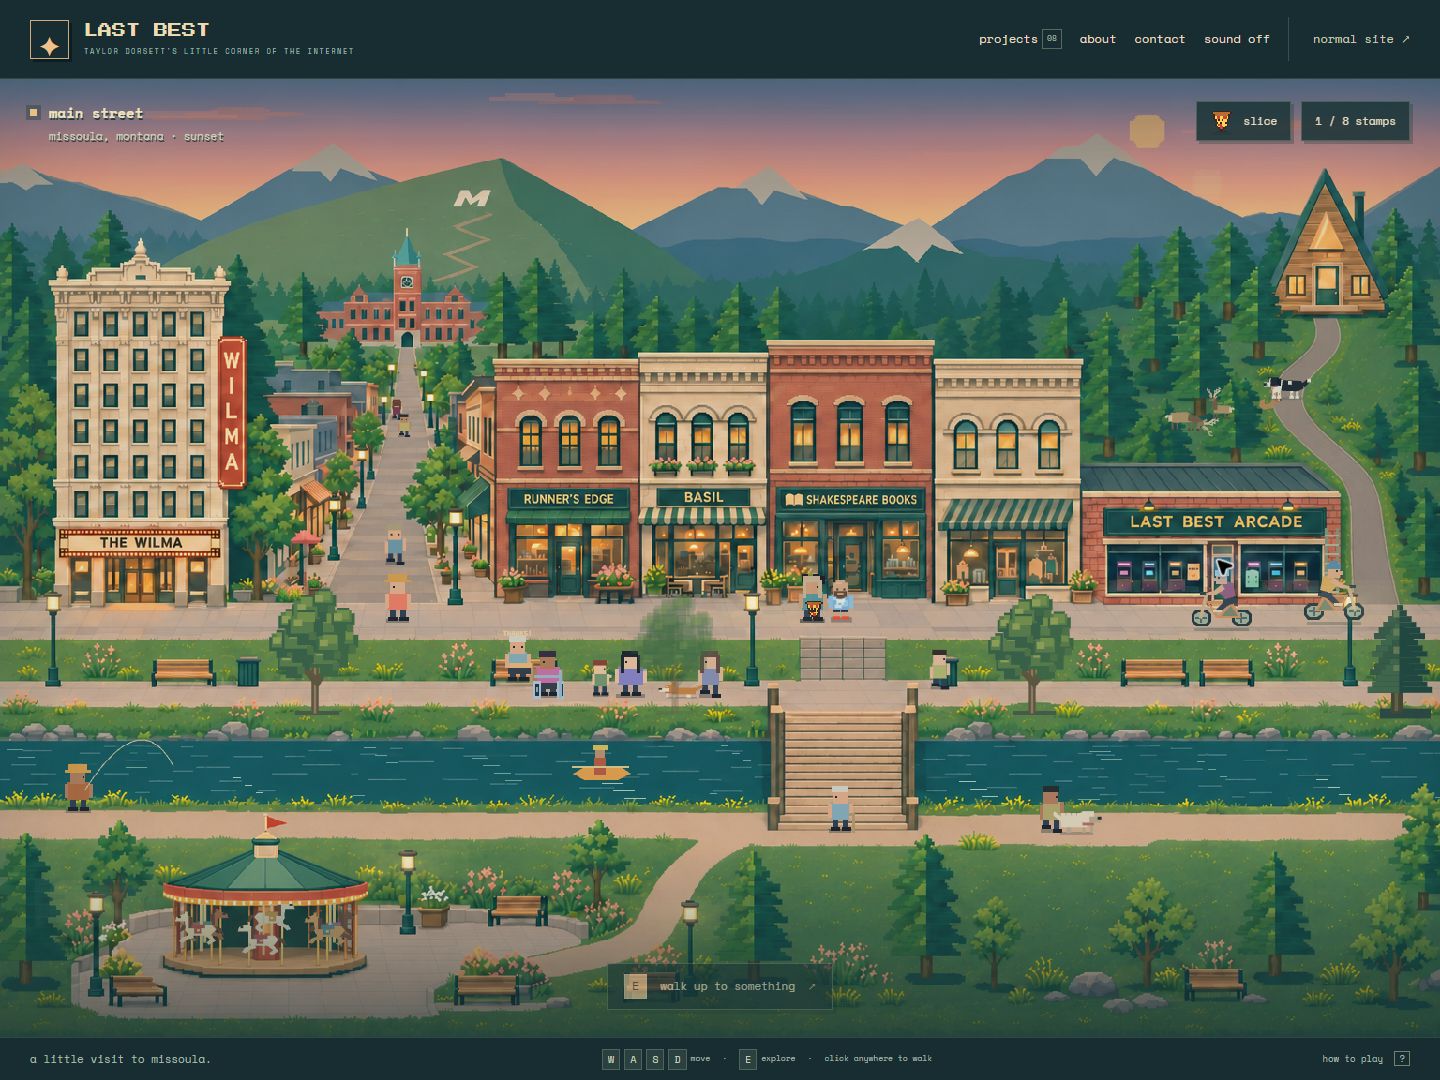 LAST BEST
TAYLOR DORSETT'S LITTLE CORNER OF THE INTERNET
projects 08 about contact sound off normal site ↗
main street
missoula, montana · sunset
slice
1 / 8 stamps
M
WILMA
THE WILMA
RUNNER'S EDGE
BASIL
SHAKESPEARE BOOKS
LAST BEST ARCADE
E walk up to something ↗
a little visit to missoula.
W A S D move · E explore · click anywhere to walk
how to play ?